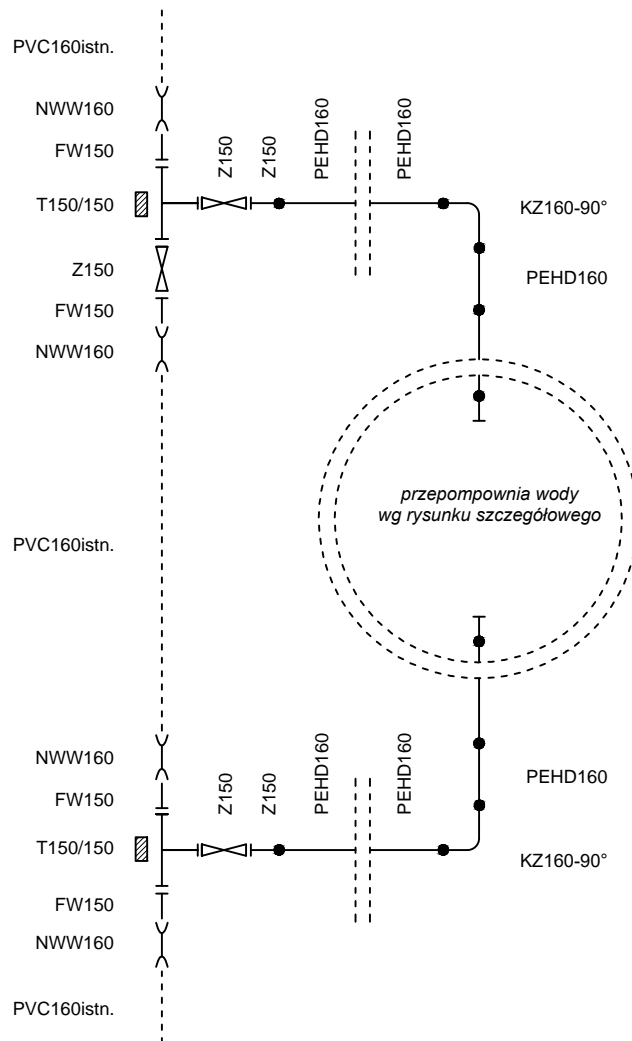 PVC160istn.
NWW160
FW150
T150/150
Z150
FW150
NWW160
Z150
Z150
PEHD160
PEHD160
KZ160-90°
PEHD160
przepompownia wody
wg rysunku szczegółowego
PVC160istn.
NWW160
FW150
T150/150
FW150
NWW160
PVC160istn.
Z150
Z150
PEHD160
PEHD160
PEHD160
KZ160-90°